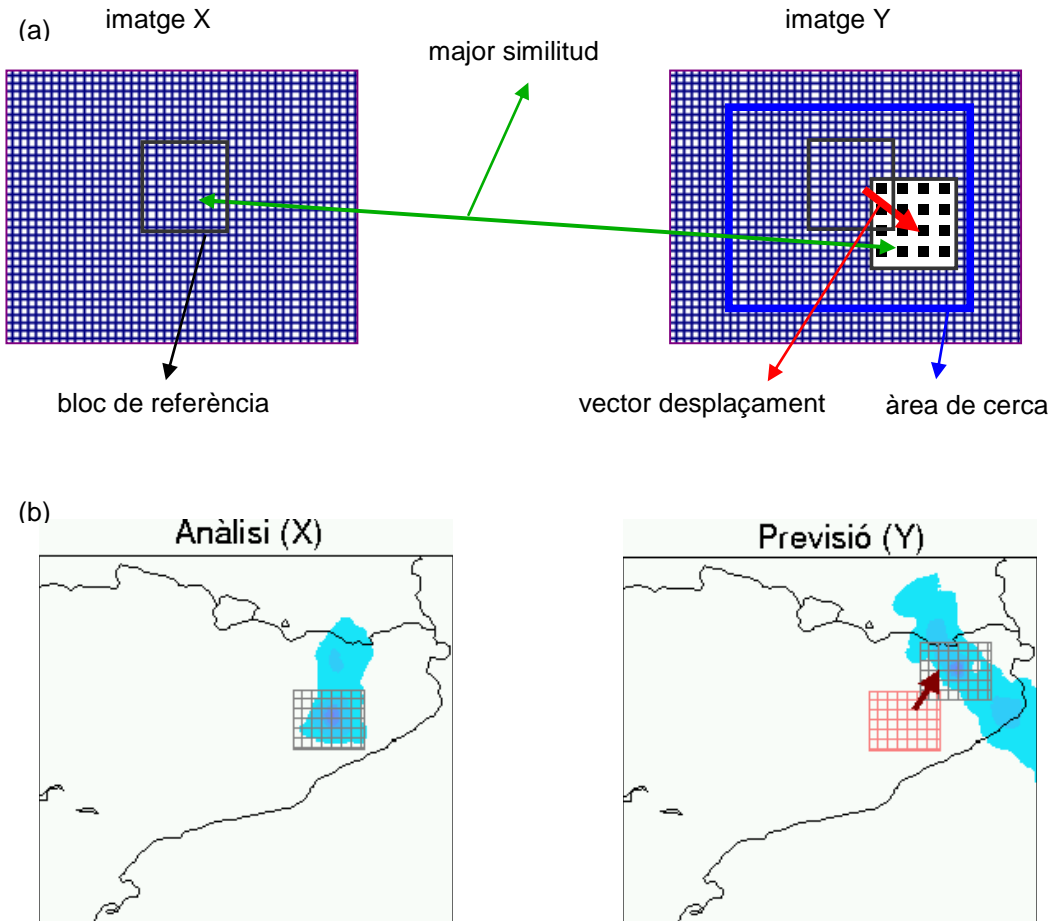 (a)
imatge X
imatge Y
major similitud
bloc de referència
vector desplaçament
àrea de cerca
(b)
Anàlisi (X)
Previsió (Y)